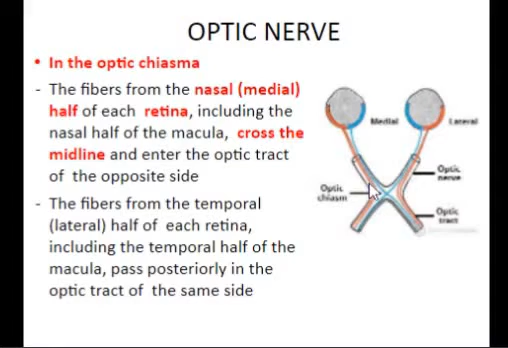 OPTIC NERVE
• In the optic chiasma
- The fibers from the nasal (medial)
half of each retina, including the
nasal half of the macula, cross the
midline and enter the optic tract
of the opposite side
- The fibers from the temporal
(lateral) half of each retina,
including the temporal half of the
macula, pass posteriorly in the
optic tract of the same side
Medial
Lateral
Optic
nerve
Optic
chiasm
Optic
tract